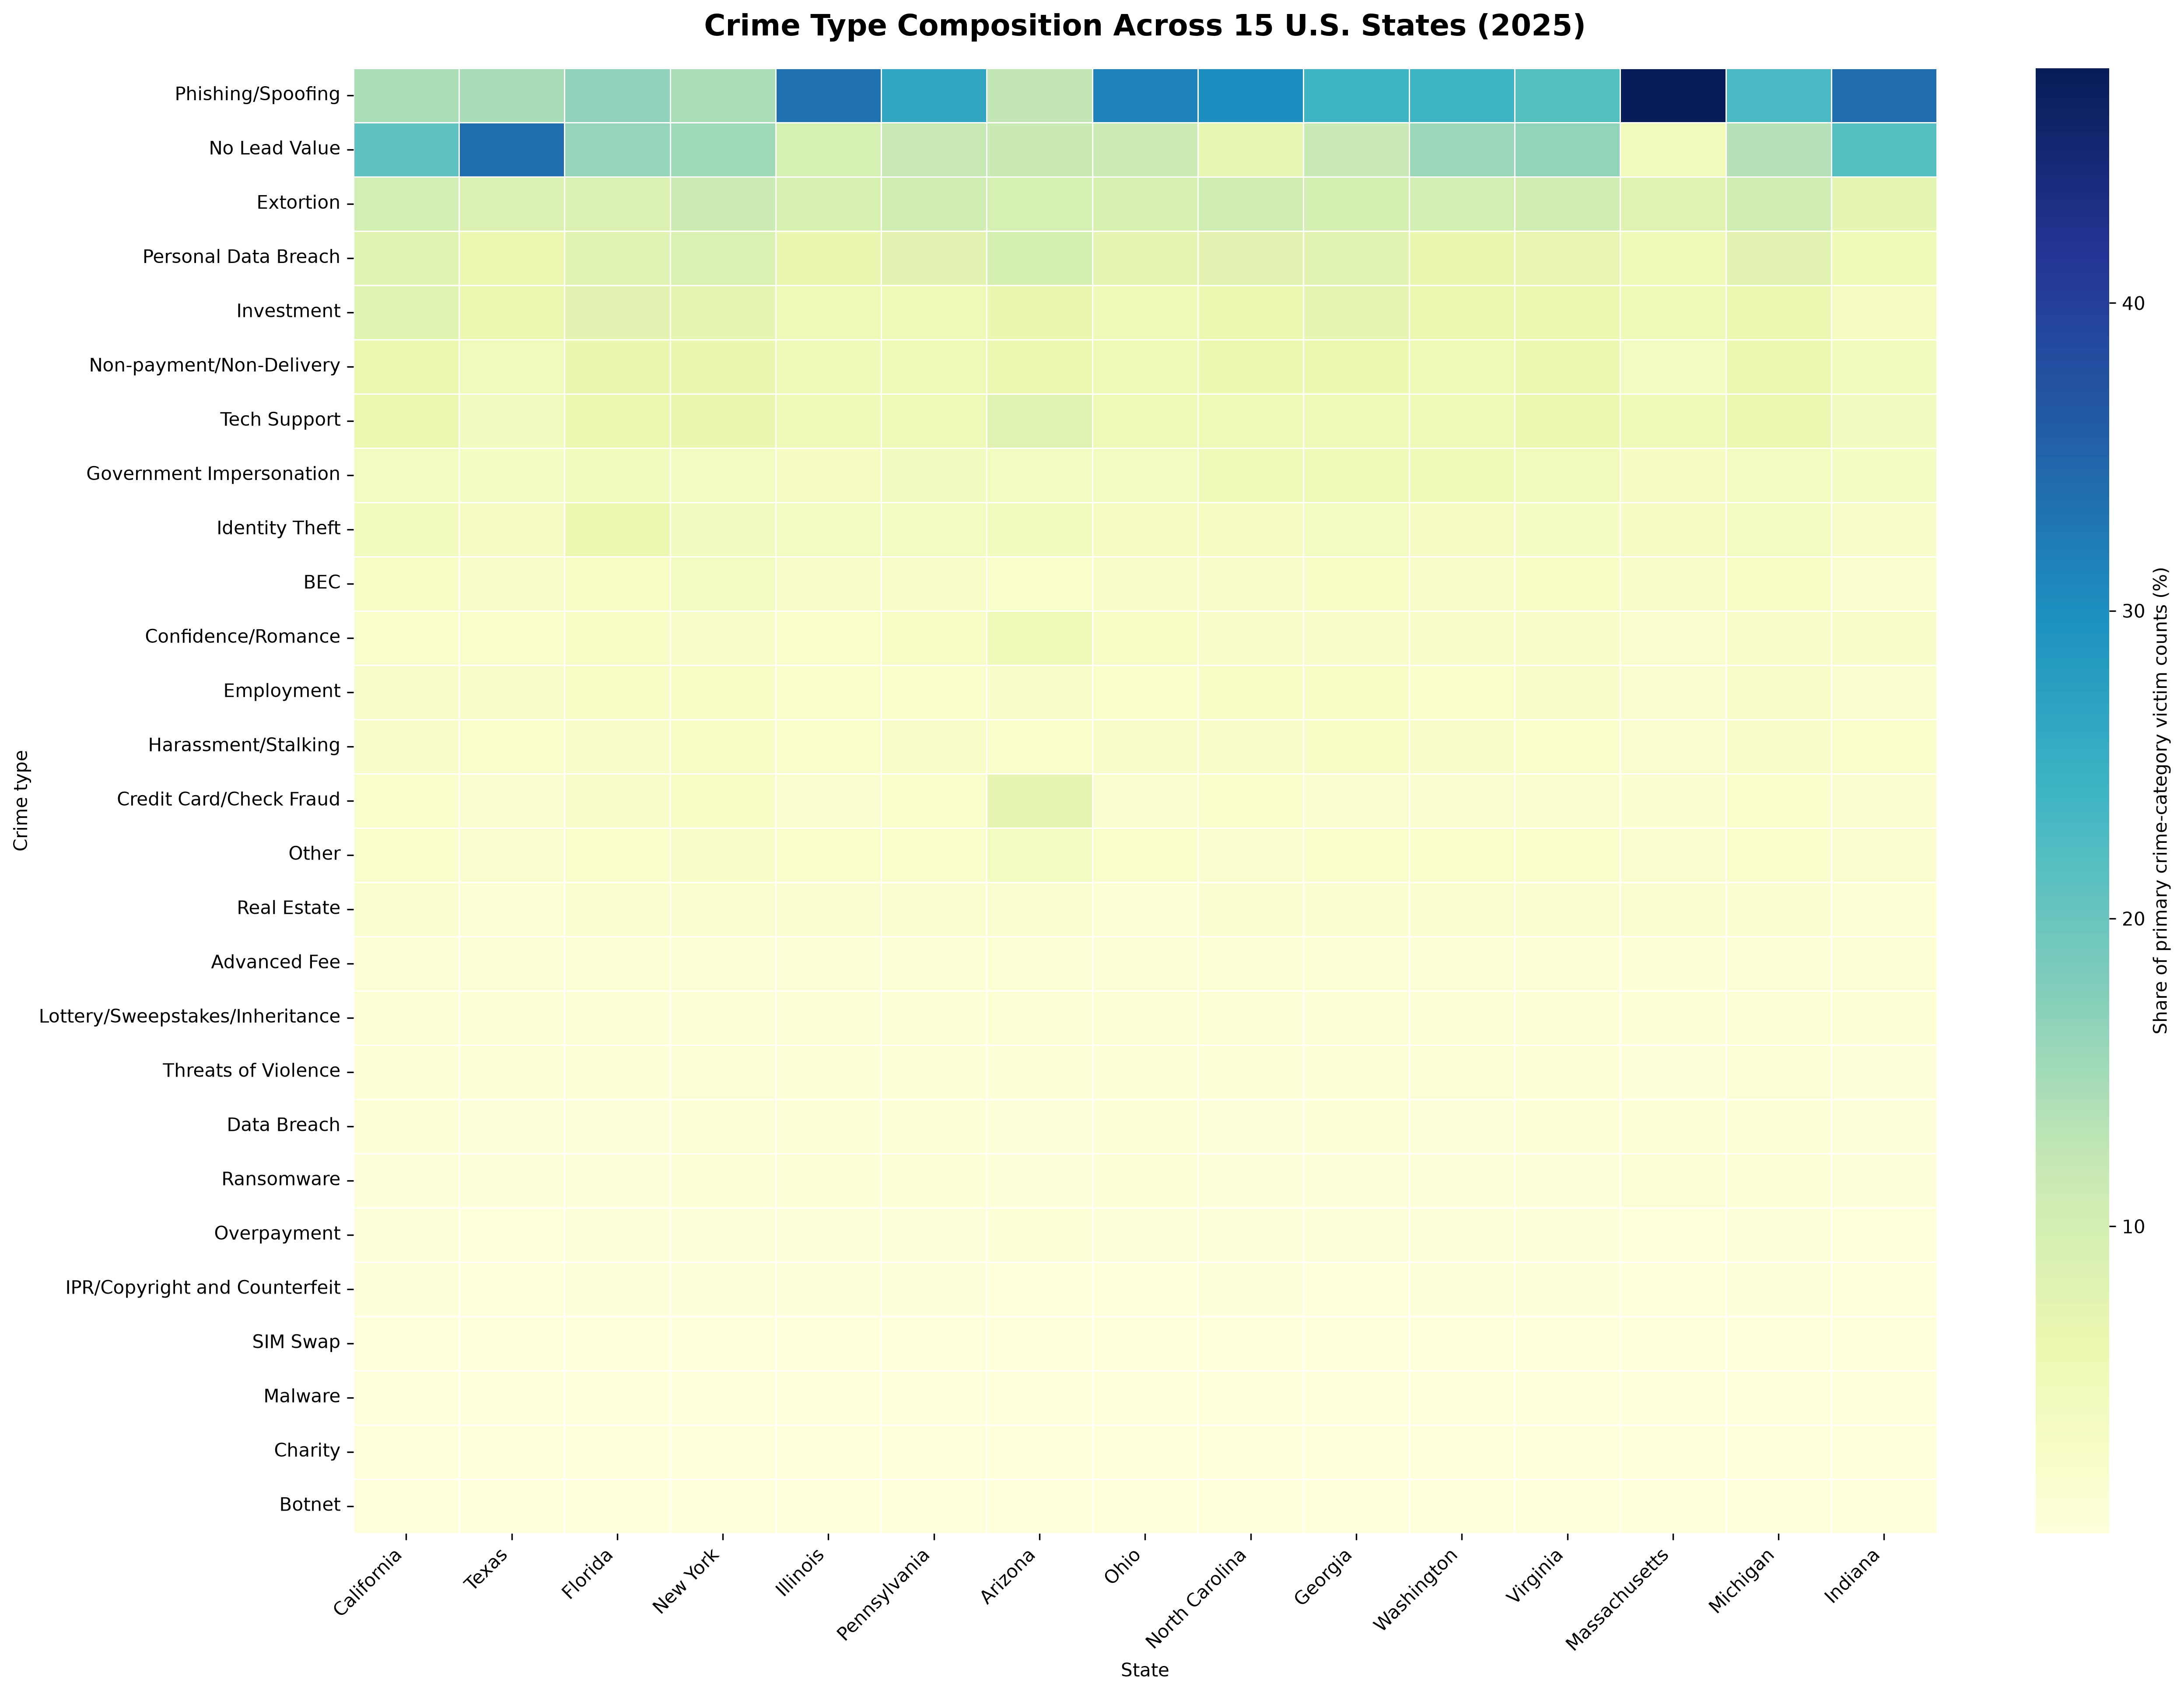 Crime Type Composition Across 15 U.S. States (2025)
Crime type
Phishing/Spoofing
No Lead Value
Extortion
Personal Data Breach
Investment
Non-payment/Non-Delivery
Tech Support
Government Impersonation
Identity Theft
BEC
Confidence/Romance
Employment
Harassment/Stalking
Credit Card/Check Fraud
Other
Real Estate
Advanced Fee
Lottery/Sweepstakes/Inheritance
Threats of Violence
Data Breach
Ransomware
Overpayment
IPR/Copyright and Counterfeit
SIM Swap
Malware
Charity
Botnet
California
Texas
Florida
New York
Illinois
Pennsylvania
Arizona
Ohio
North Carolina
Georgia
Washington
Virginia
Massachusetts
Michigan
Indiana
State
40
30
20
10
Share of primary crime-category victim counts (%)